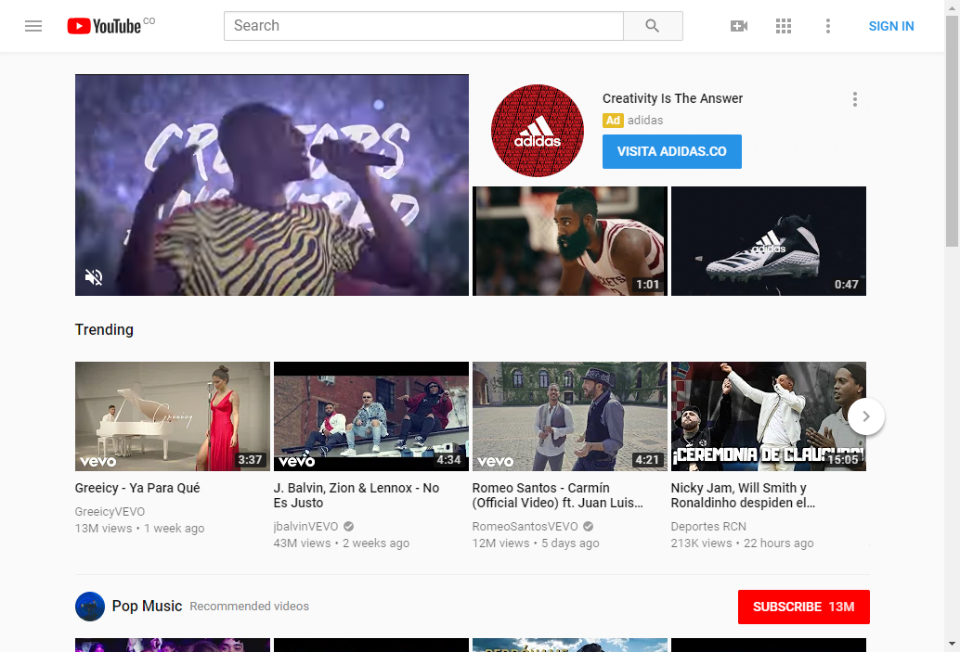 YouTube CO
Search
SIGN IN
Creativity Is The Answer
Ad adidas
VISITA ADIDAS.CO
adidas
1:01
adidas
0:47
Trending
Greeicy
vevo
3:37
vevo
4:34
vevo
4:21
15:05
Greeicy - Ya Para Qué
GreeicyVEVO
13M views • 1 week ago
J. Balvin, Zion & Lennox - No
Es Justo
jbalvinVEVO
43M views • 2 weeks ago
Romeo Santos - Carmín
(Official Video) ft. Juan Luis...
RomeoSantosVEVO
12M views • 5 days ago
Nicky Jam, Will Smith y
Ronaldinho despiden el...
Deportes RCN
213K views • 22 hours ago
Pop Music Recommended videos
SUBSCRIBE 13M